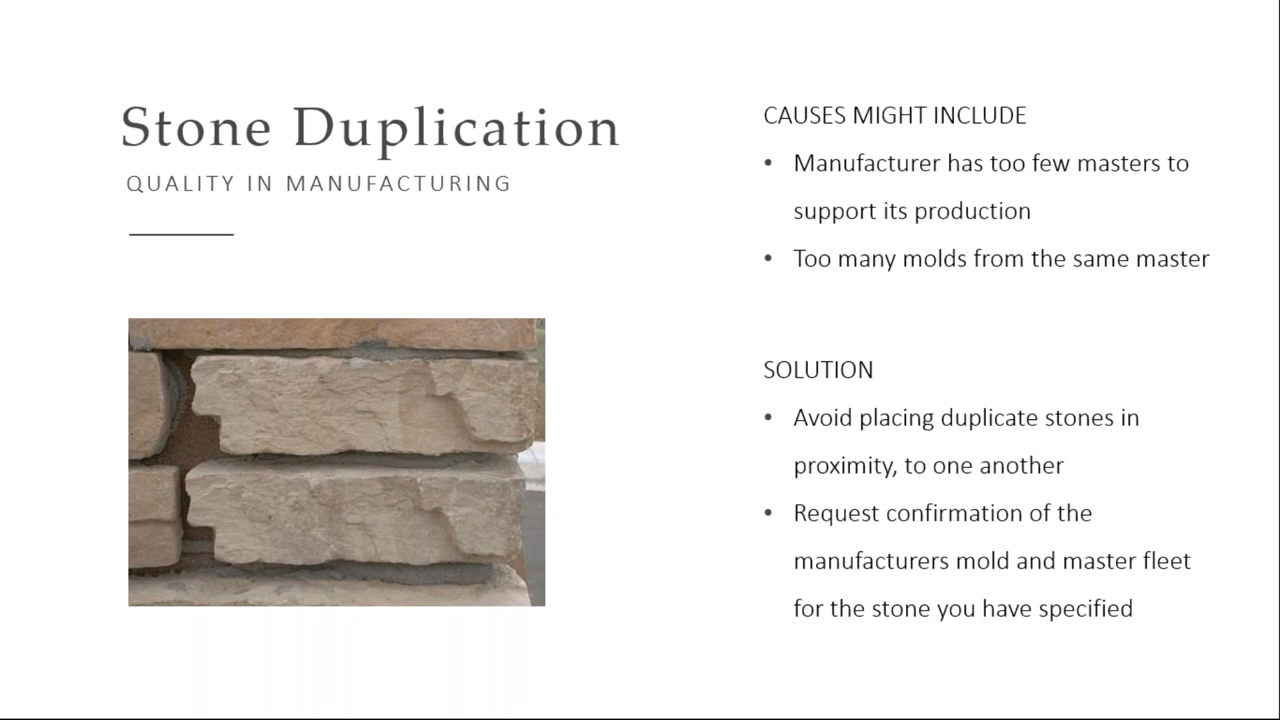 Stone Duplication
QUALITY IN MANUFACTURING
CAUSES MIGHT INCLUDE
• Manufacturer has too few masters to
support its production
• Too many molds from the same master
SOLUTION
• Avoid placing duplicate stones in
proximity, to one another
• Request confirmation of the
manufacturers mold and master fleet
for the stone you have specified